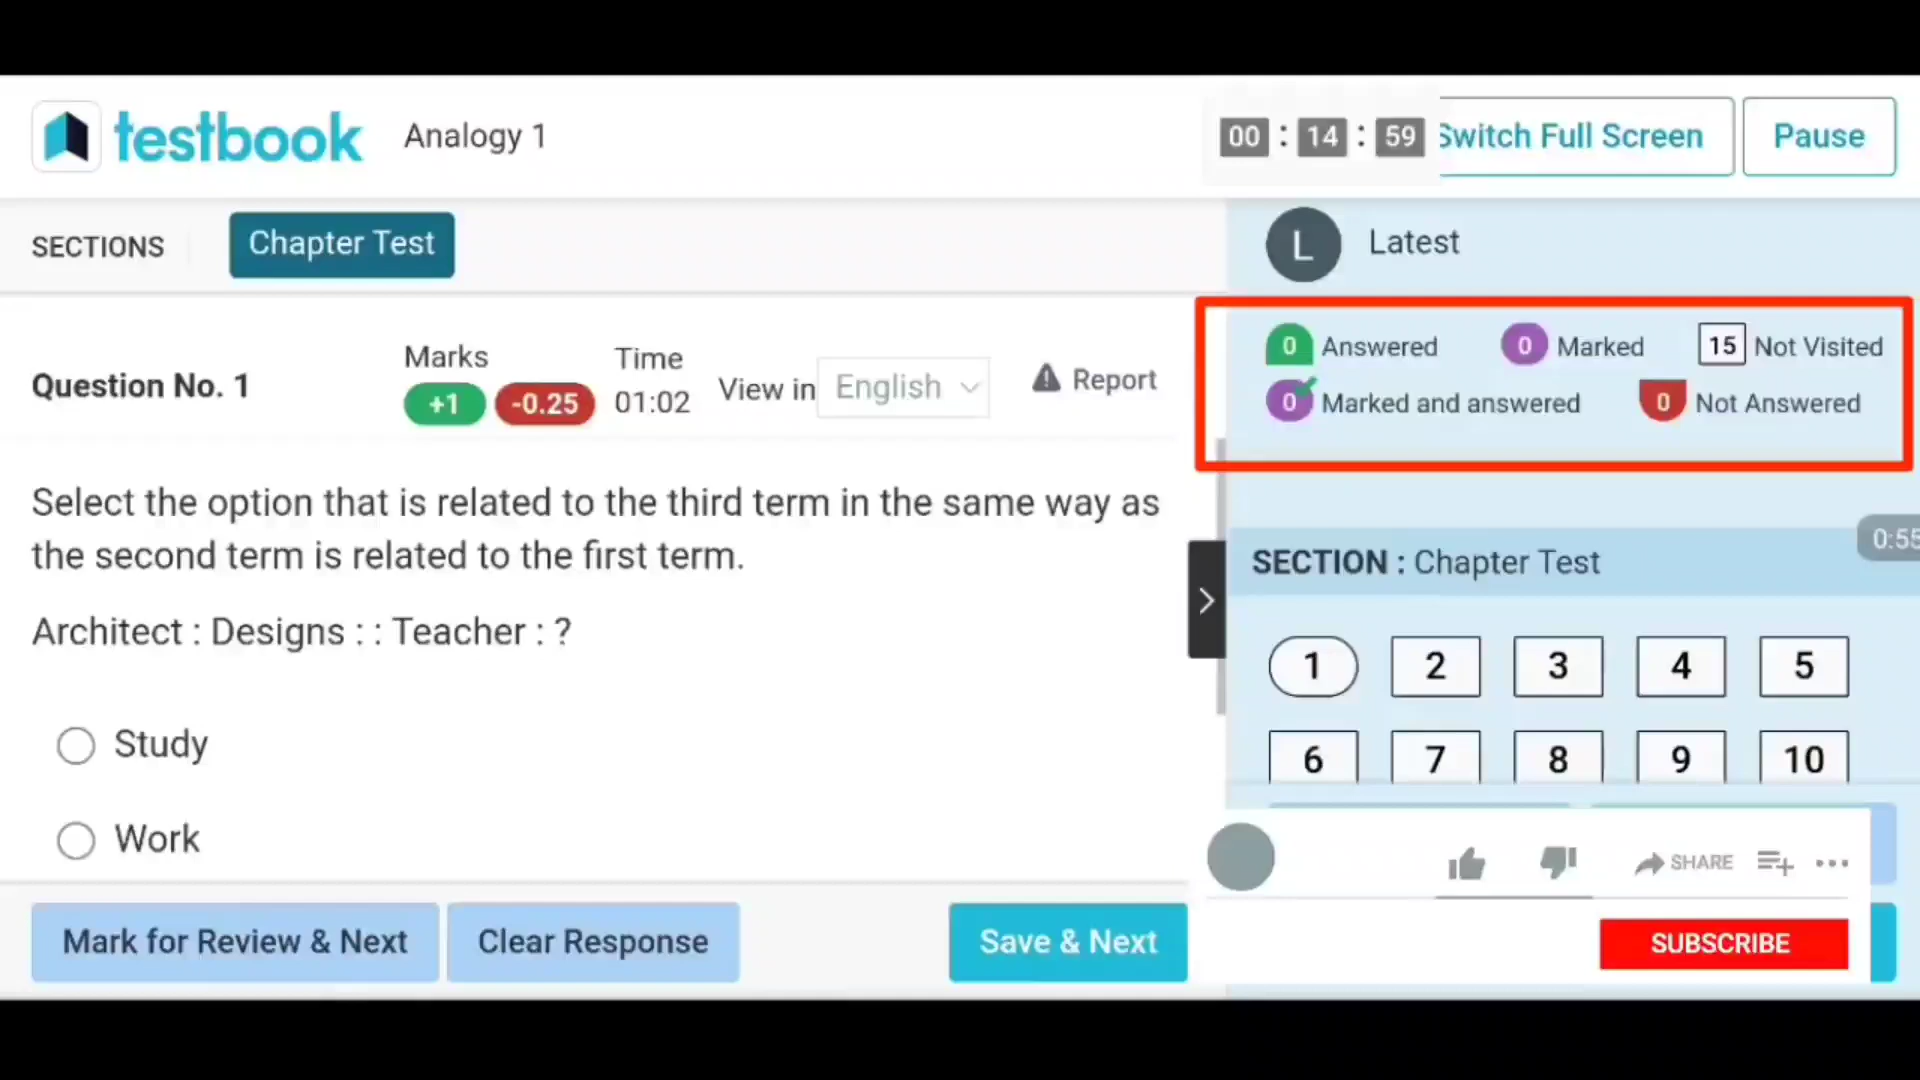 testbook Analogy 1 00 : 14 : 59 Switch Full Screen Pause
SECTIONS Chapter Test
L Latest
0 Answered 0 Marked 15 Not Visited
0 Marked and answered 0 Not Answered
Question No. 1 Marks +1 -0.25 Time 01:02 View in English Report
Select the option that is related to the third term in the same way as
the second term is related to the first term.
Architect : Designs : : Teacher : ?
Study
Work
0:55
SECTION : Chapter Test
1 2 3 4 5
6 7 8 9 10
SHARE
Mark for Review & Next Clear Response Save & Next
SUBSCRIBE